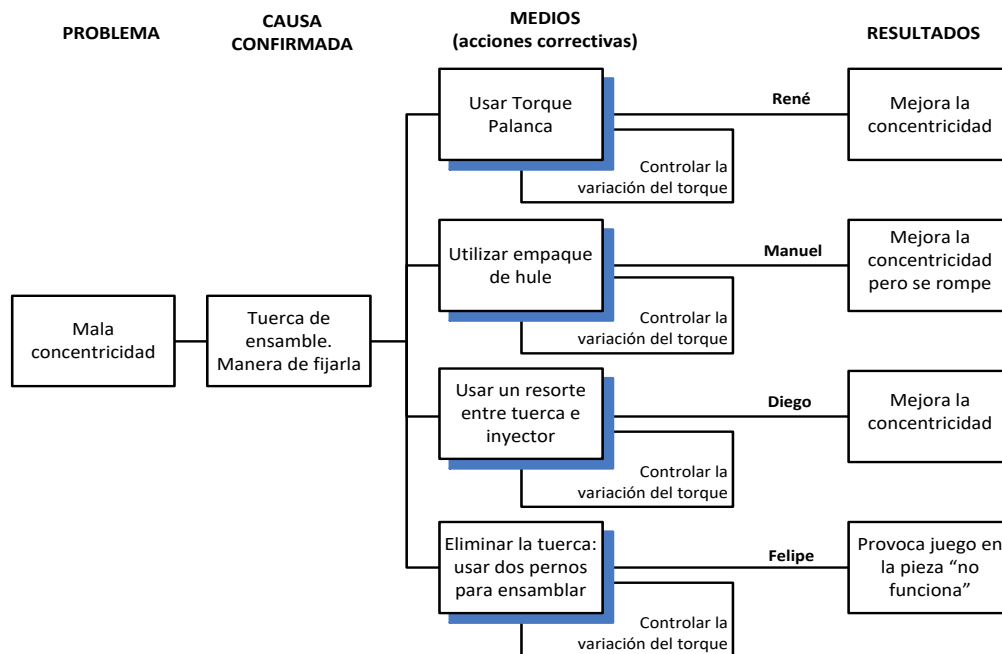 PROBLEMA
CAUSA
CONFIRMADA
MEDIOS
(acciones correctivas)
RESULTADOS
Mala
concentricidad
Tuerca de
ensamble.
Manera de fijarla
Usar Torque
Palanca
René
Controlar la
variación del torque
Mejora la
concentricidad
Utilizar empaque
de hule
Manuel
Controlar la
variación del torque
Mejora la
concentricidad
pero se rompe
Usar un resorte
entre tuerca e
inyector
Diego
Controlar la
variación del torque
Mejora la
concentricidad
Eliminar la tuerca:
usar dos pernos
para ensamblar
Felipe
Controlar la
variación del torque
Provoca juego en
la pieza “no
funciona”